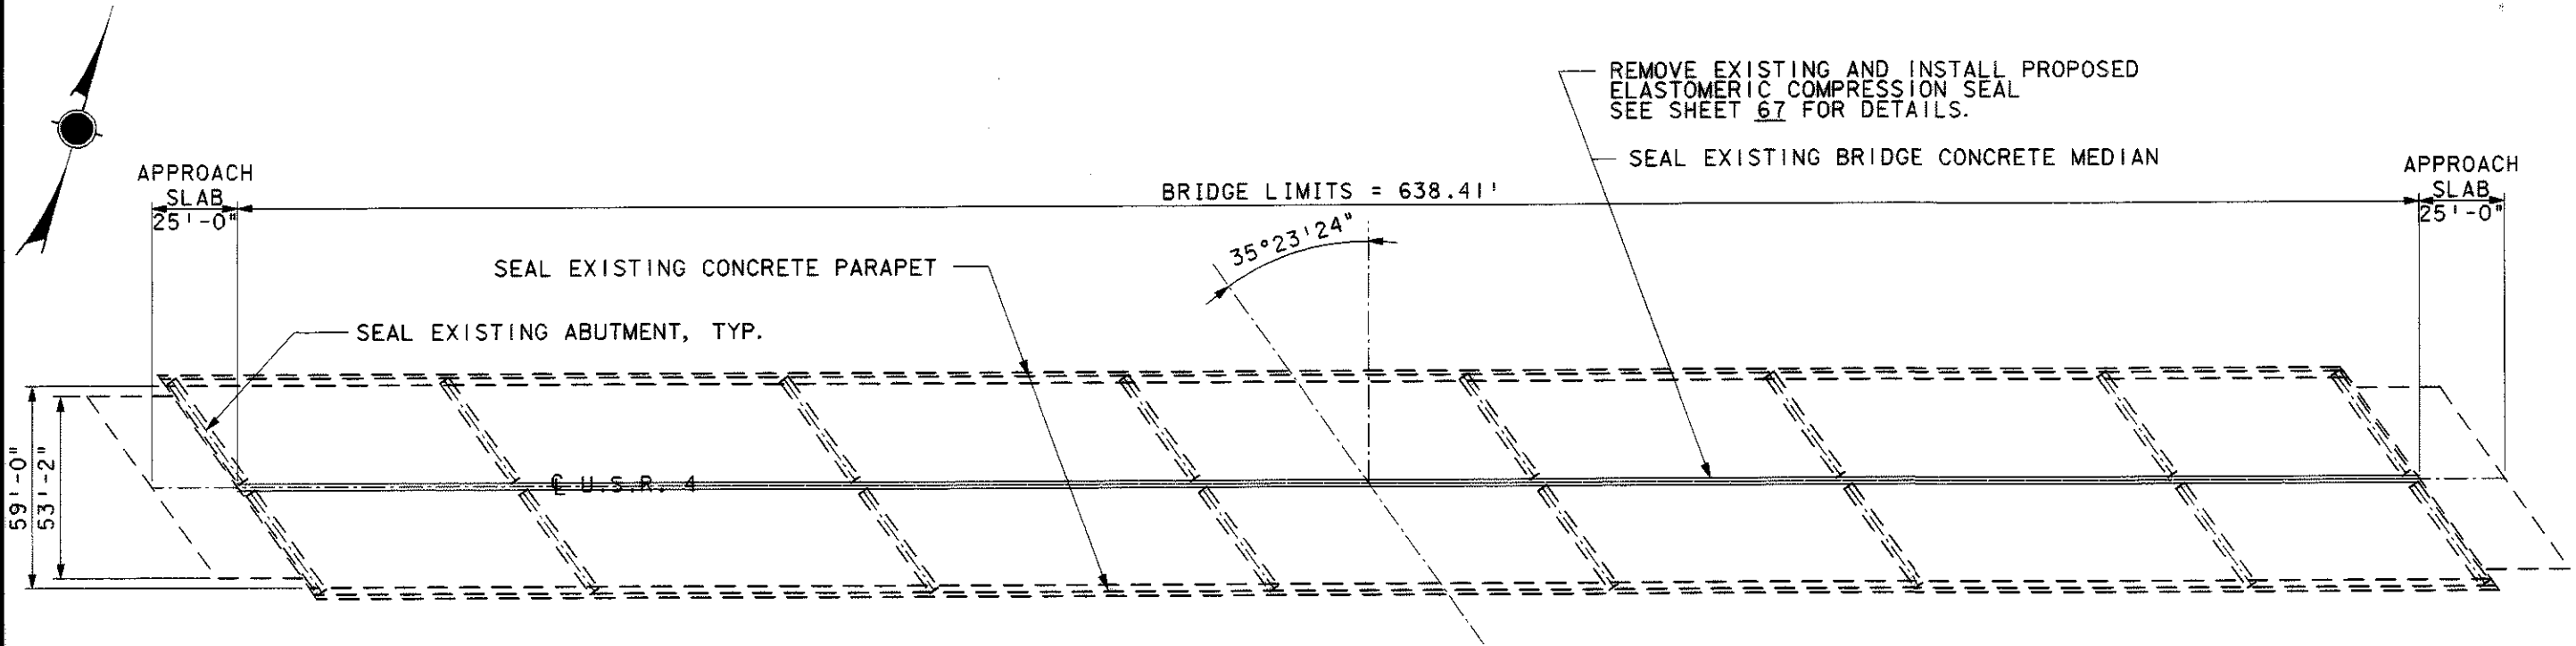 REMOVE EXISTING AND INSTALL PROPOSED
ELASTOMERIC COMPRESSION SEAL
SEE SHEET 67 FOR DETAILS.
SEAL EXISTING BRIDGE CONCRETE MEDIAN
APPROACH
SLAB
25'-0"
BRIDGE LIMITS = 638.41'
APPROACH
SLAB
25'-0"
35°23'24"
SEAL EXISTING CONCRETE PARAPET
SEAL EXISTING ABUTMENT, TYP.
59'-0"
53'-2"
℄ U.S.R. 4